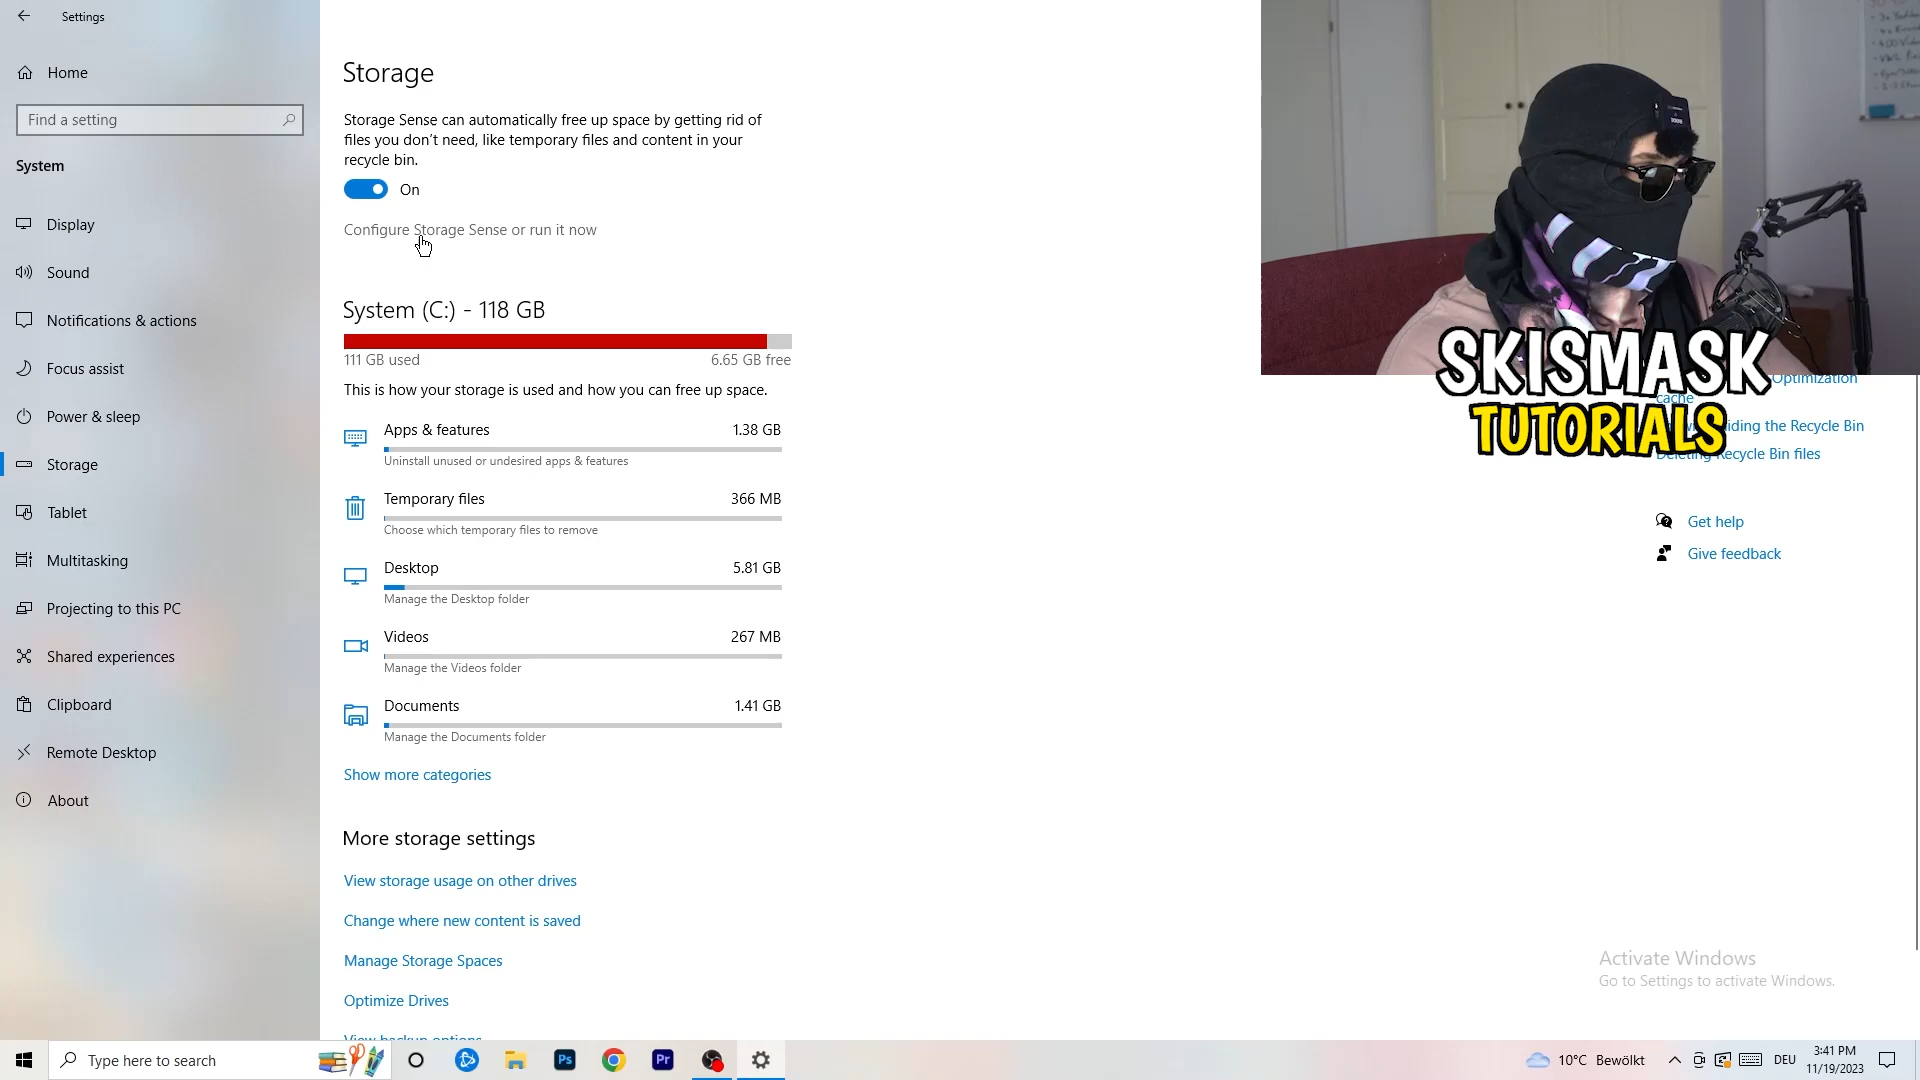 Settings
Home
Find a setting
System
Display
Sound
Notifications & actions
Focus assist
Power & sleep
Storage
Tablet
Multitasking
Projecting to this PC
Shared experiences
Clipboard
Remote Desktop
About
Storage
Storage Sense can automatically free up space by getting rid of
files you don't need, like temporary files and content in your
recycle bin.
On
Configure Storage Sense or run it now
System (C:) - 118 GB
111 GB used
6.65 GB free
This is how your storage is used and how you can free up space.
Apps & features
1.38 GB
Uninstall unused or undesired apps & features
Temporary files
366 MB
Choose which temporary files to remove
Desktop
5.81 GB
Manage the Desktop folder
Videos
267 MB
Manage the Videos folder
Documents
1.41 GB
Manage the Documents folder
Show more categories
More storage settings
View storage usage on other drives
Change where new content is saved
Manage Storage Spaces
Optimize Drives
View backup options
SKISMASK
TUTORIALS
Optimization
cache
the Recycle Bin
Recycle Bin files
Get help
Give feedback
Activate Windows
Go to Settings to activate Windows.
Type here to search
Ps
Pr
10°C Bewölkt
DEU
3:41 PM
11/19/2023